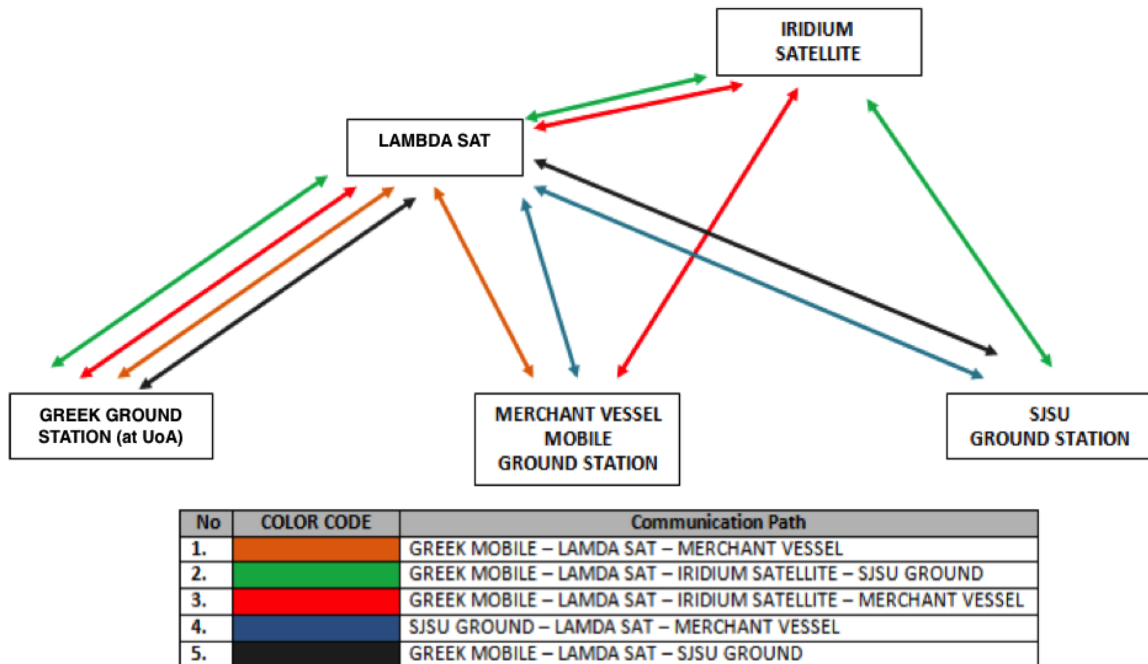 IRIDIUM
SATELLITE
LAMBDA SAT
GREEK GROUND
STATION (at UoA)
MERCHANT VESSEL
MOBILE
GROUND STATION
SJSU
GROUND STATION
No COLOR CODE Communication Path
1. GREEK MOBILE – LAMDA SAT – MERCHANT VESSEL
2. GREEK MOBILE – LAMDA SAT – IRIDIUM SATELLITE – SJSU GROUND
3. GREEK MOBILE – LAMDA SAT – IRIDIUM SATELLITE – MERCHANT VESSEL
4. SJSU GROUND – LAMDA SAT – MERCHANT VESSEL
5. GREEK MOBILE – LAMDA SAT – SJSU GROUND